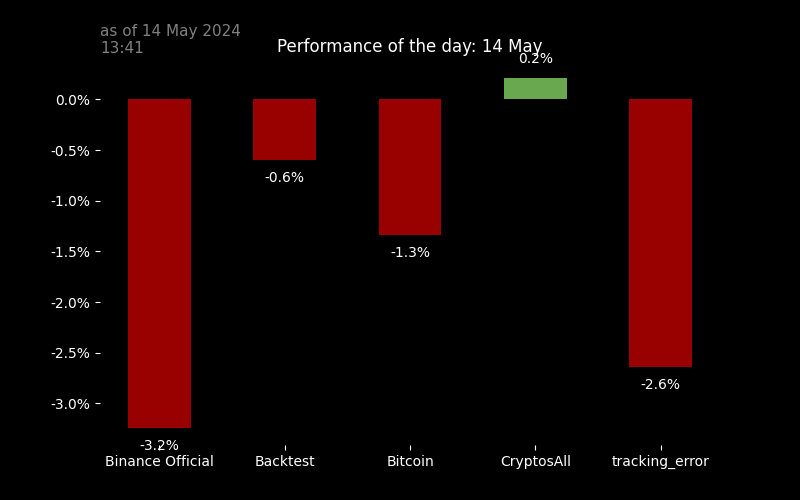 as of 14 May 2024
13:41
Performance of the day: 14 May
0.2%
0.0%
-0.5%
-0.6%
-1.0%
-1.5%
-1.3%
-2.0%
-2.5%
-2.6%
-3.0%
-3.2%
Binance Official
Backtest
Bitcoin
CryptosAll
tracking_error